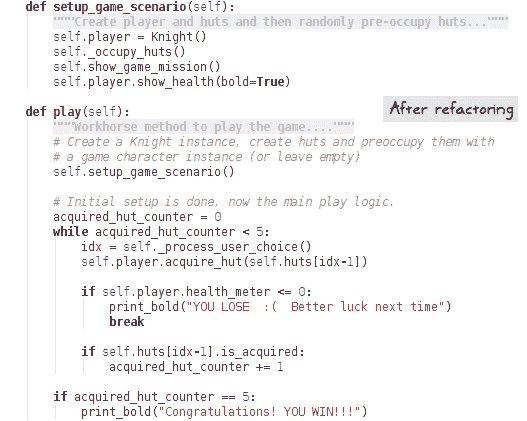 def setup_game_scenario(self):
    """Create player and huts and then randomly pre-occupy huts..."""
    self.player = Knight()
    self._occupy_huts()
    self.show_game_mission()
    self.player.show_health(bold=True)
def play(self):
After refactoring
    """Workhorse method to play the game...."""
    # Create a Knight instance, create huts and preoccupy them with
    # a game character instance (or leave empty)
    self.setup_game_scenario()
    # Initial setup is done, now the main play logic.
    acquired_hut_counter = 0
    while acquired_hut_counter < 5:
        idx = self._process_user_choice()
        self.player.acquire_hut(self.huts[idx-1])
        if self.player.health_meter <= 0:
            print_bold("YOU LOSE  :(  Better luck next time")
            break
        if self.huts[idx-1].is_acquired:
            acquired_hut_counter += 1
    if acquired_hut_counter == 5:
        print_bold("Congratulations! YOU WIN!!!")